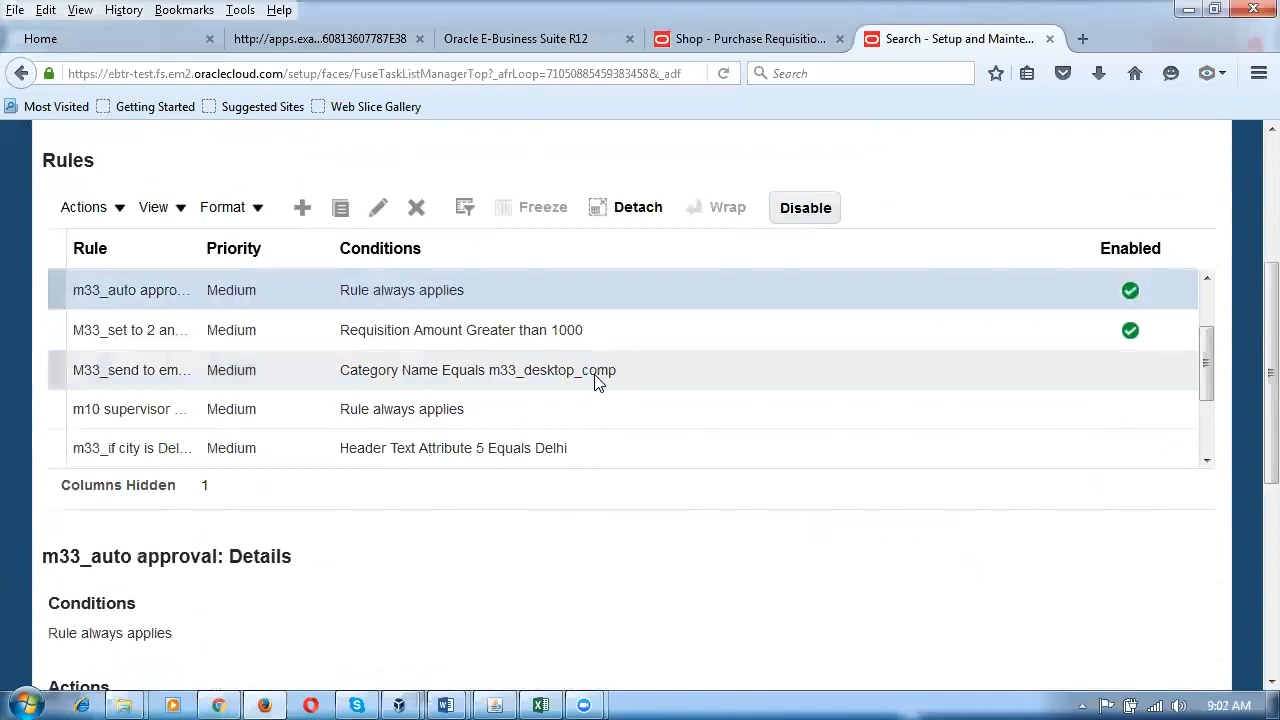 File Edit View History Bookmarks Tools Help
Home
http://apps.exa...60813607787E38
Oracle E-Business Suite R12
Shop - Purchase Requisitio...
Search - Setup and Mainte...
https://ebtr-test.fs.em2.oraclecloud.com/setup/faces/FuseTaskListManagerTop?_afrLoop=71050885459383458&_adf
Search
Most Visited Getting Started Suggested Sites Web Slice Gallery
Rules
Actions View Format Freeze Detach Wrap Disable
Rule Priority Conditions Enabled
m33_auto appro... Medium Rule always applies
M33_set to 2 an... Medium Requisition Amount Greater than 1000
M33_send to em... Medium Category Name Equals m33_desktop_comp
m10 supervisor ... Medium Rule always applies
m33_if city is Del... Medium Header Text Attribute 5 Equals Delhi
Columns Hidden 1
m33_auto approval: Details
Conditions
Rule always applies
Actions
9:02 AM